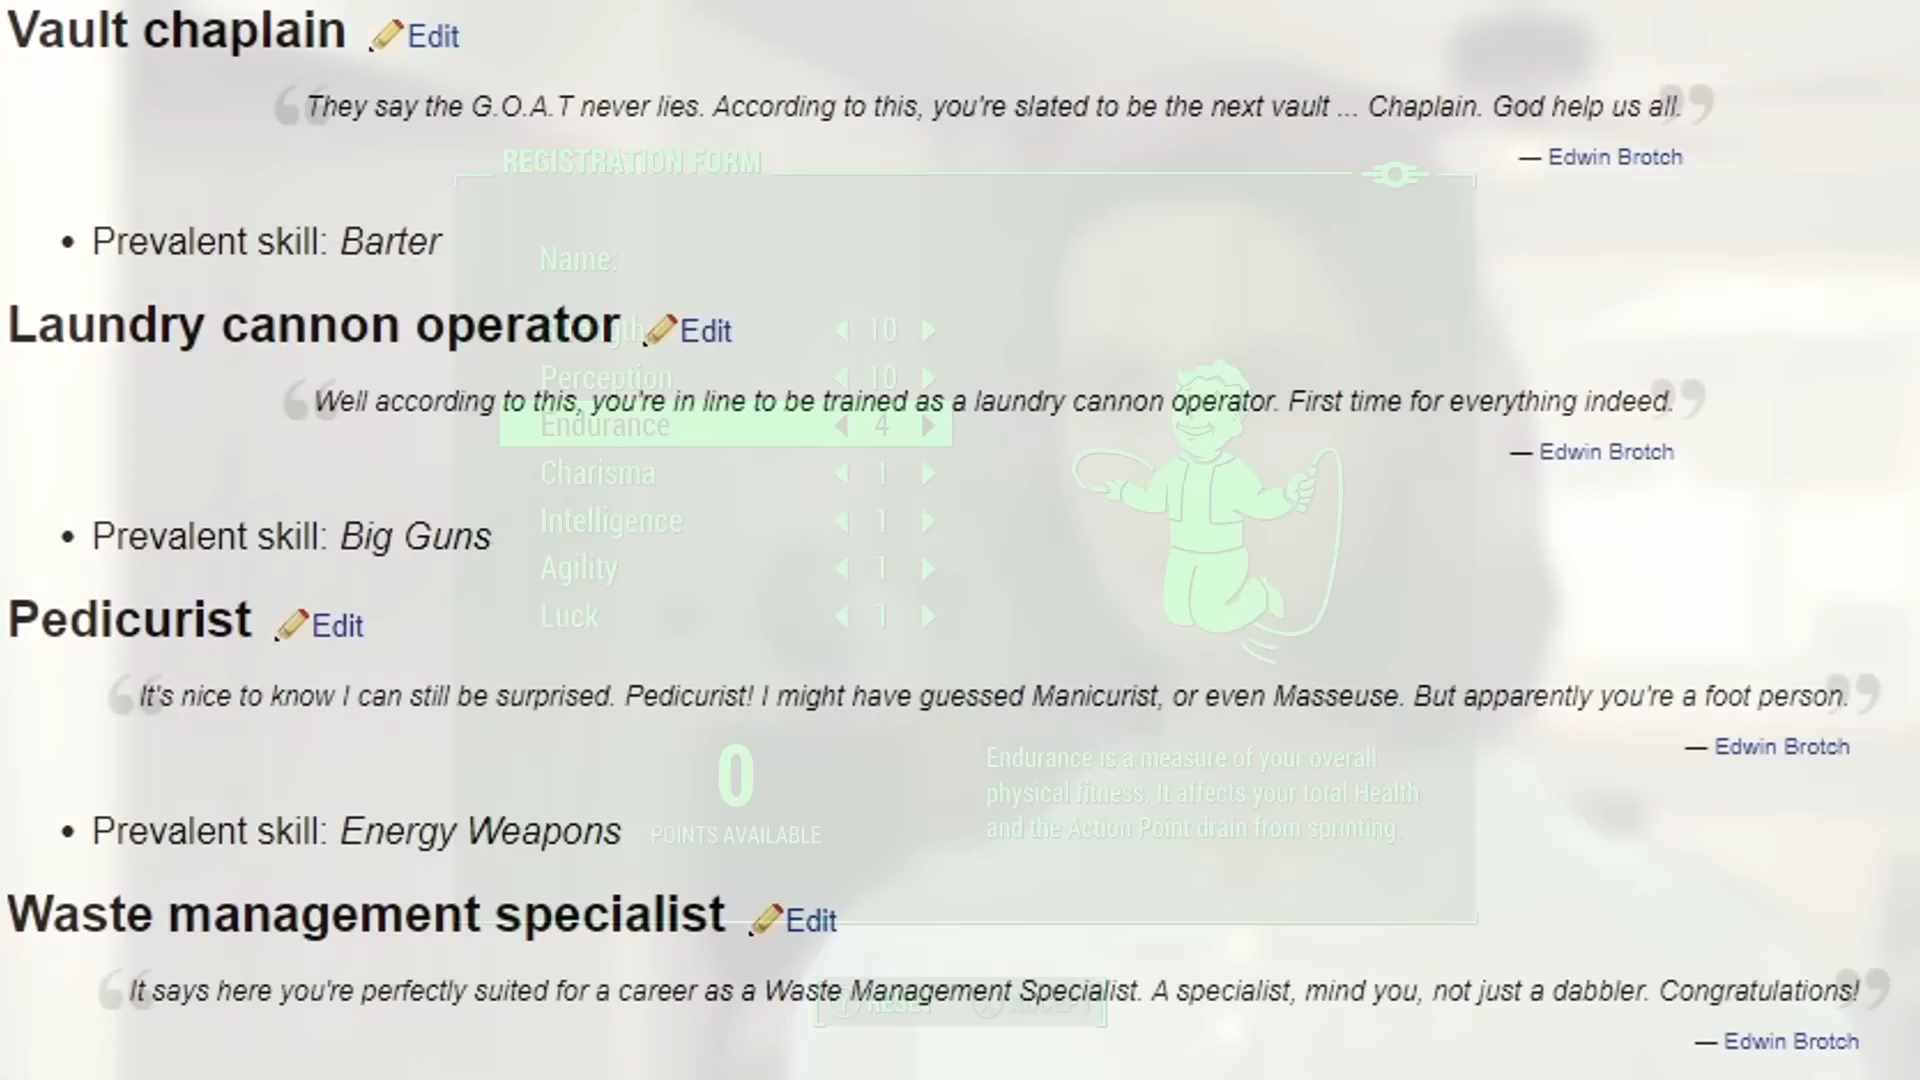 Vault chaplain Edit
They say the G.O.A.T never lies. According to this, you're slated to be the next vault ... Chaplain. God help us all.
— Edwin Brotch
REGISTRATION FORM
• Prevalent skill: Barter
Name:
Laundry cannon operator Edit
10
Perception 10
Well according to this, you're in line to be trained as a laundry cannon operator. First time for everything indeed.
Endurance 4
— Edwin Brotch
Charisma 1
• Prevalent skill: Big Guns
Intelligence 1
Agility 1
Luck 1
Pedicurist Edit
It's nice to know I can still be surprised. Pedicurist! I might have guessed Manicurist, or even Masseuse. But apparently you're a foot person.
— Edwin Brotch
0
POINTS AVAILABLE
Endurance is a measure of your overall
physical fitness. It affects your total Health
and the Action Point drain from sprinting.
• Prevalent skill: Energy Weapons
Waste management specialist Edit
It says here you're perfectly suited for a career as a Waste Management Specialist. A specialist, mind you, not just a dabbler. Congratulations!
— Edwin Brotch